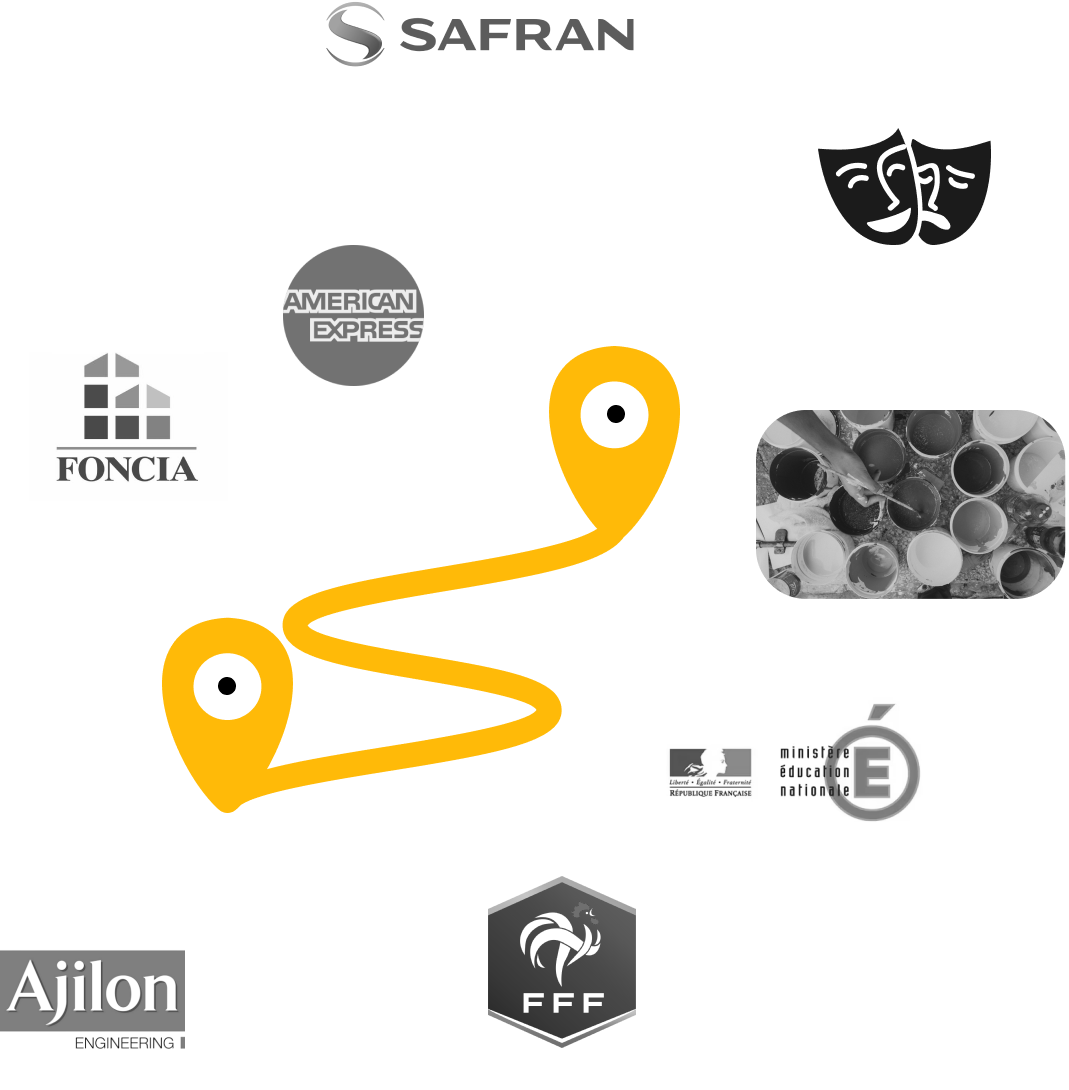 SAFRAN
AMERICAN
EXPRESS
FONCIA
Liberté • Égalité • Fraternité
RÉPUBLIQUE FRANÇAISE
ministère
éducation
nationale
É
FFF
Ajilon
ENGINEERING